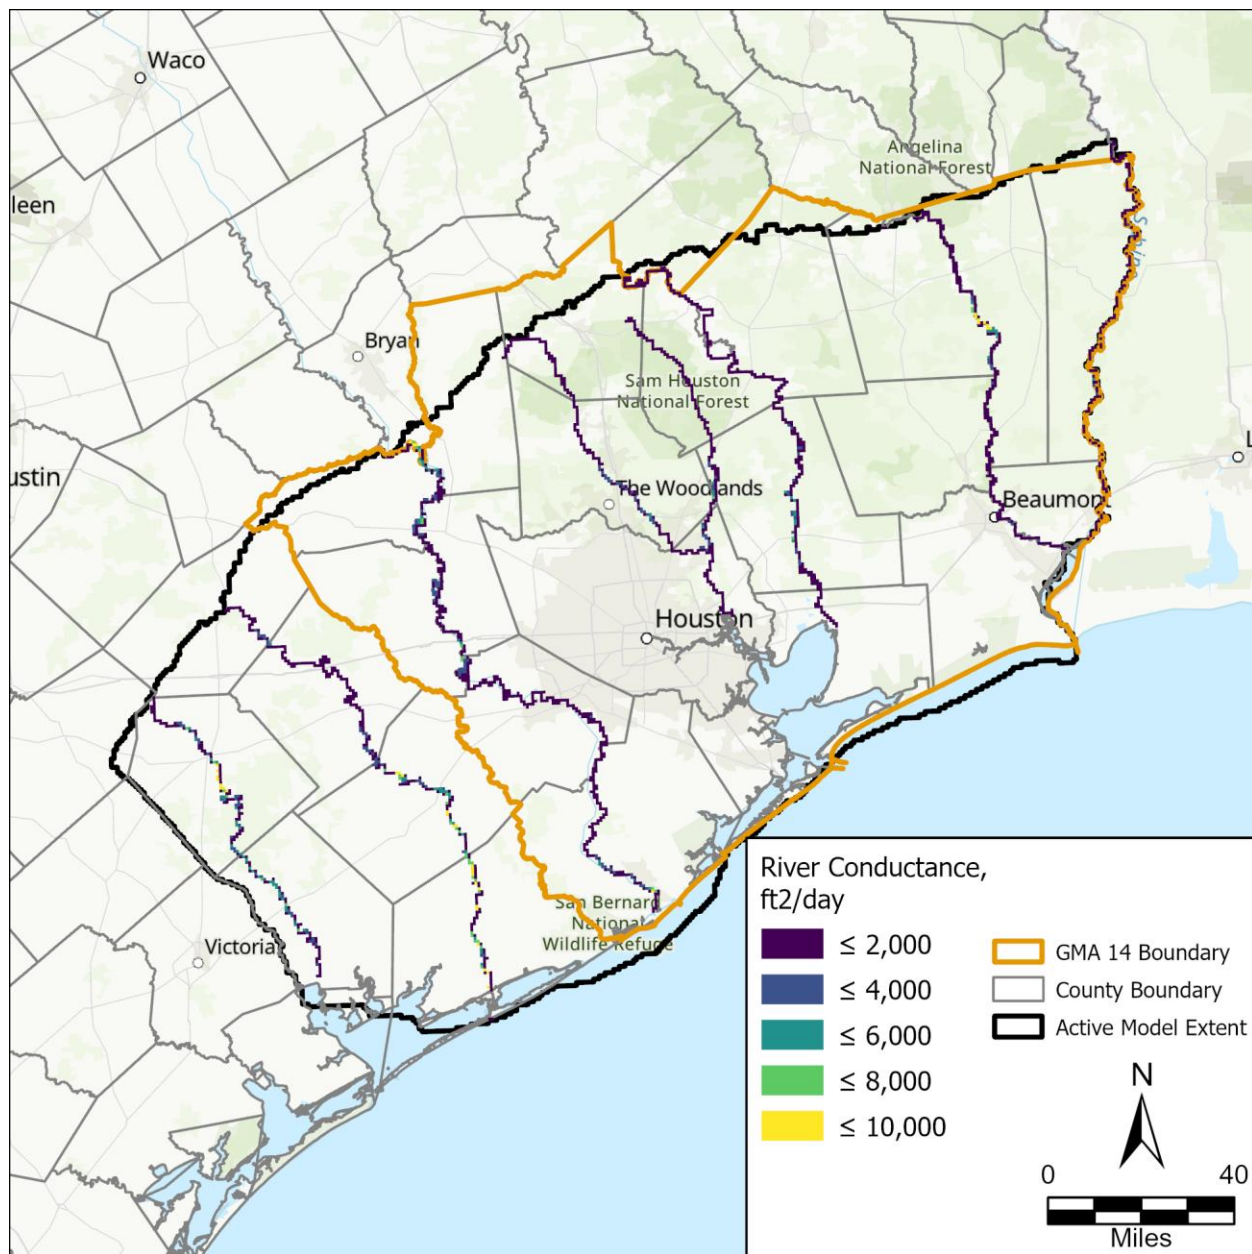 Waco
Angelina
National Forest
leen
Bryan
Sam Houston
National Forest
ustin
L
The Woodlands
Beaumont
Houston
San Bernard
National
Wildlife Refuge
Victoria
River Conductance,
ft2/day
≤ 2,000
≤ 4,000
≤ 6,000
≤ 8,000
≤ 10,000
GMA 14 Boundary
County Boundary
Active Model Extent
N
0 40
Miles